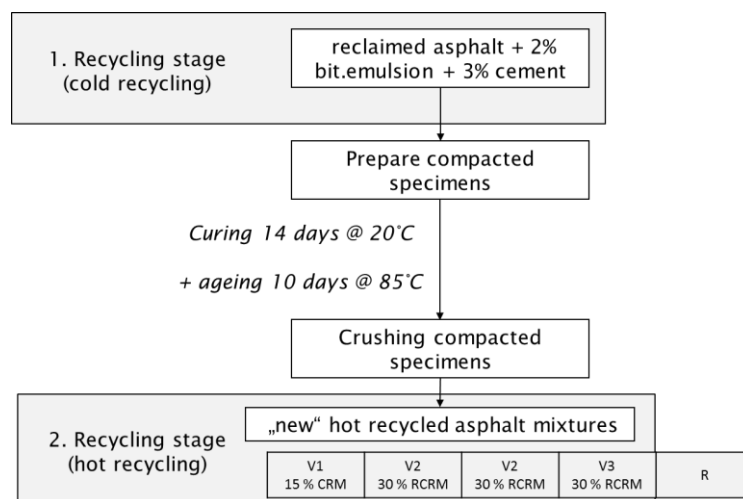 1. Recycling stage
(cold recycling)
reclaimed asphalt + 2%
bit.emulsion + 3% cement
Prepare compacted
specimens
Curing 14 days @ 20°C
+ ageing 10 days @ 85°C
Crushing compacted
specimens
2. Recycling stage
(hot recycling)
„new“ hot recycled asphalt mixtures
V1
15 % CRM
V2
30 % RCRM
V2
30 % RCRM
V3
30 % RCRM
R